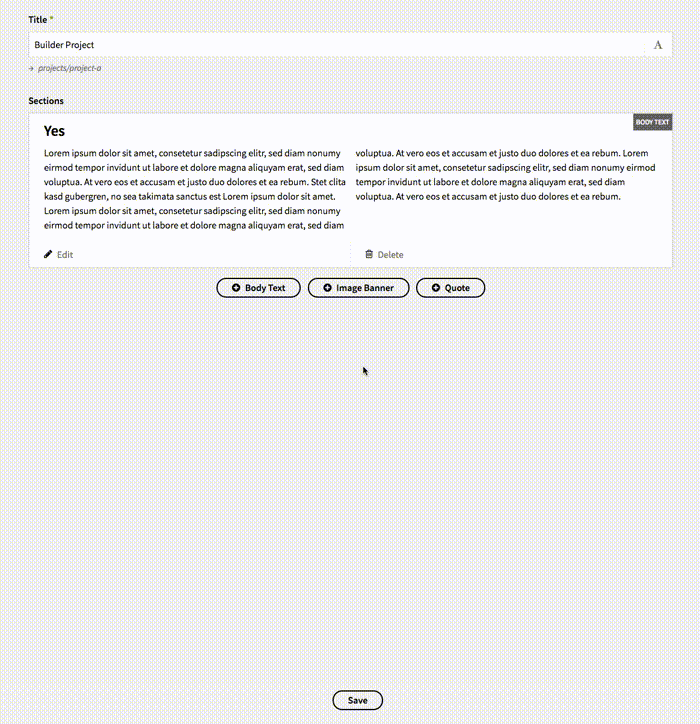 Title *
Builder Project
A
→ projects/project-a
Sections
BODY TEXT
Yes
Lorem ipsum dolor sit amet, consetetur sadipscing elitr, sed diam nonumy
eirmod tempor invidunt ut labore et dolore magna aliquyam erat, sed diam
voluptua. At vero eos et accusam et justo duo dolores et ea rebum. Stet clita
kasd gubergren, no sea takimata sanctus est Lorem ipsum dolor sit amet.
Lorem ipsum dolor sit amet, consetetur sadipscing elitr, sed diam nonumy
eirmod tempor invidunt ut labore et dolore magna aliquyam erat, sed diam
voluptua. At vero eos et accusam et justo duo dolores et ea rebum. Lorem
ipsum dolor sit amet, consetetur sadipscing elitr, sed diam nonumy eirmod
tempor invidunt ut labore et dolore magna aliquyam erat, sed diam
voluptua. At vero eos et accusam et justo duo dolores et ea rebum.
Edit
Delete
Body Text
Image Banner
Quote
Save